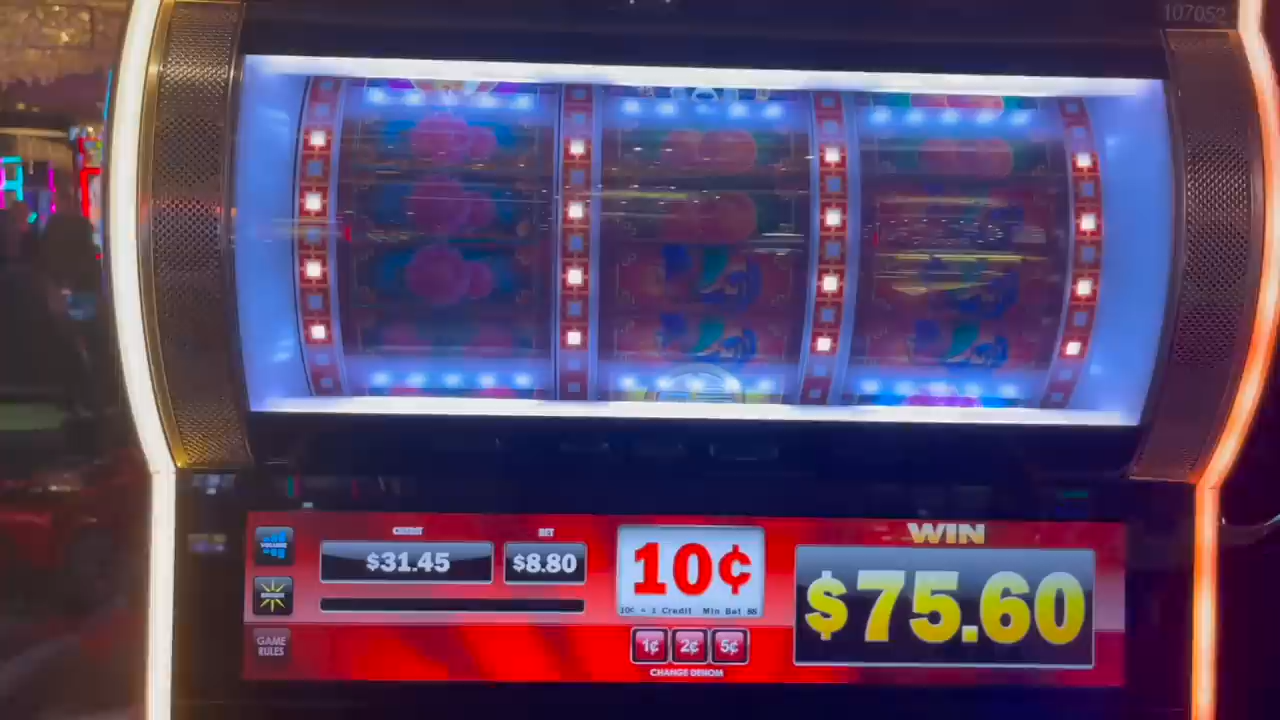 107052
CREDIT
BET
WIN
VOLUME
$31.45
$8.80
10¢
$75.60
10¢ = 1 Credit Min Bet 88
GAME
RULES
1¢
2¢
5¢
CHANGE DENOM